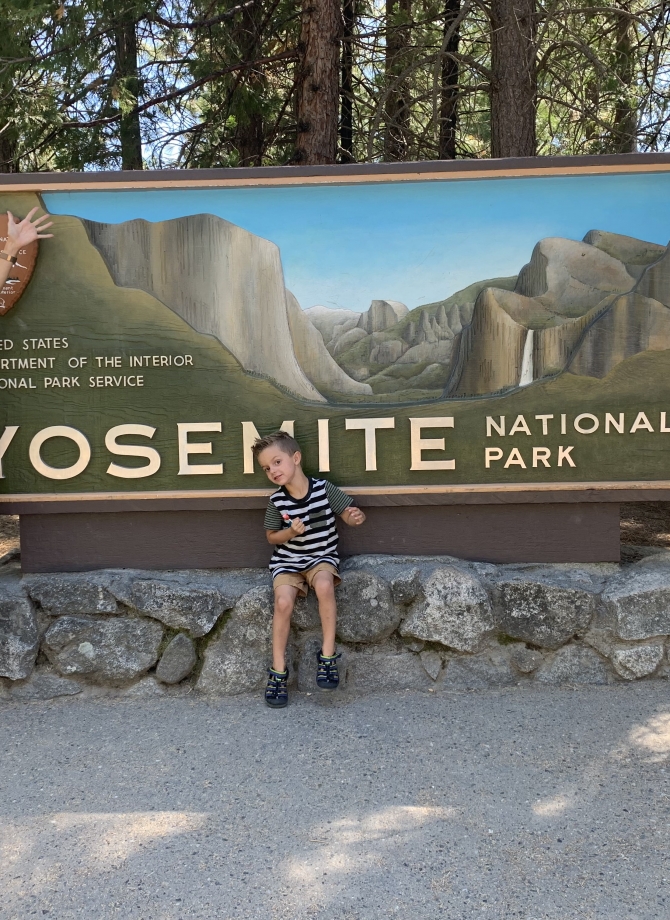 ED STATES
RTMENT OF THE INTERIOR
ONAL PARK SERVICE
YOSEMITE NATIONAL
PARK